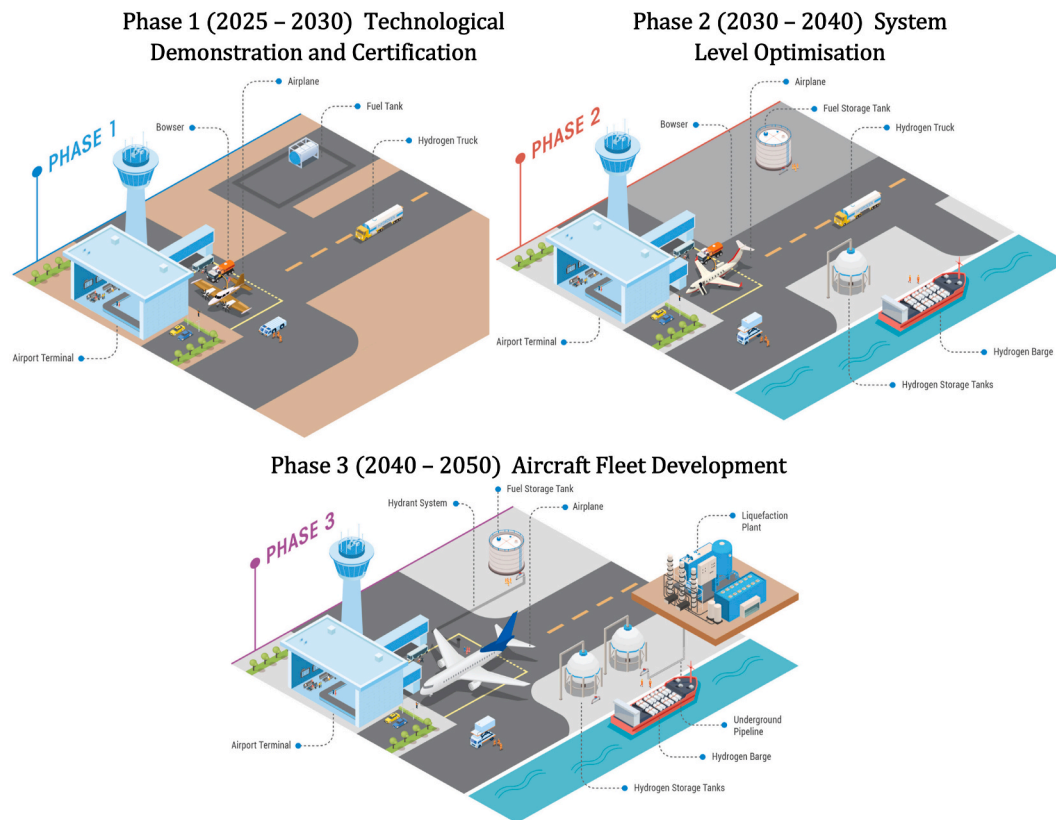 Phase 1 (2025 – 2030) Technological
Demonstration and Certification
Airplane
Fuel Tank
Bowser
Hydrogen Truck
PHASE 1
Airport Terminal
Phase 2 (2030 – 2040) System
Level Optimisation
Airplane
Fuel Storage Tank
Bowser
Hydrogen Truck
PHASE 2
Airport Terminal
Hydrogen Barge
Hydrogen Storage Tanks
Phase 3 (2040 – 2050) Aircraft Fleet Development
Fuel Storage Tank
Hydrant System
Airplane
Liquefaction
Plant
PHASE 3
Underground
Pipeline
Airport Terminal
Hydrogen Barge
Hydrogen Storage Tanks